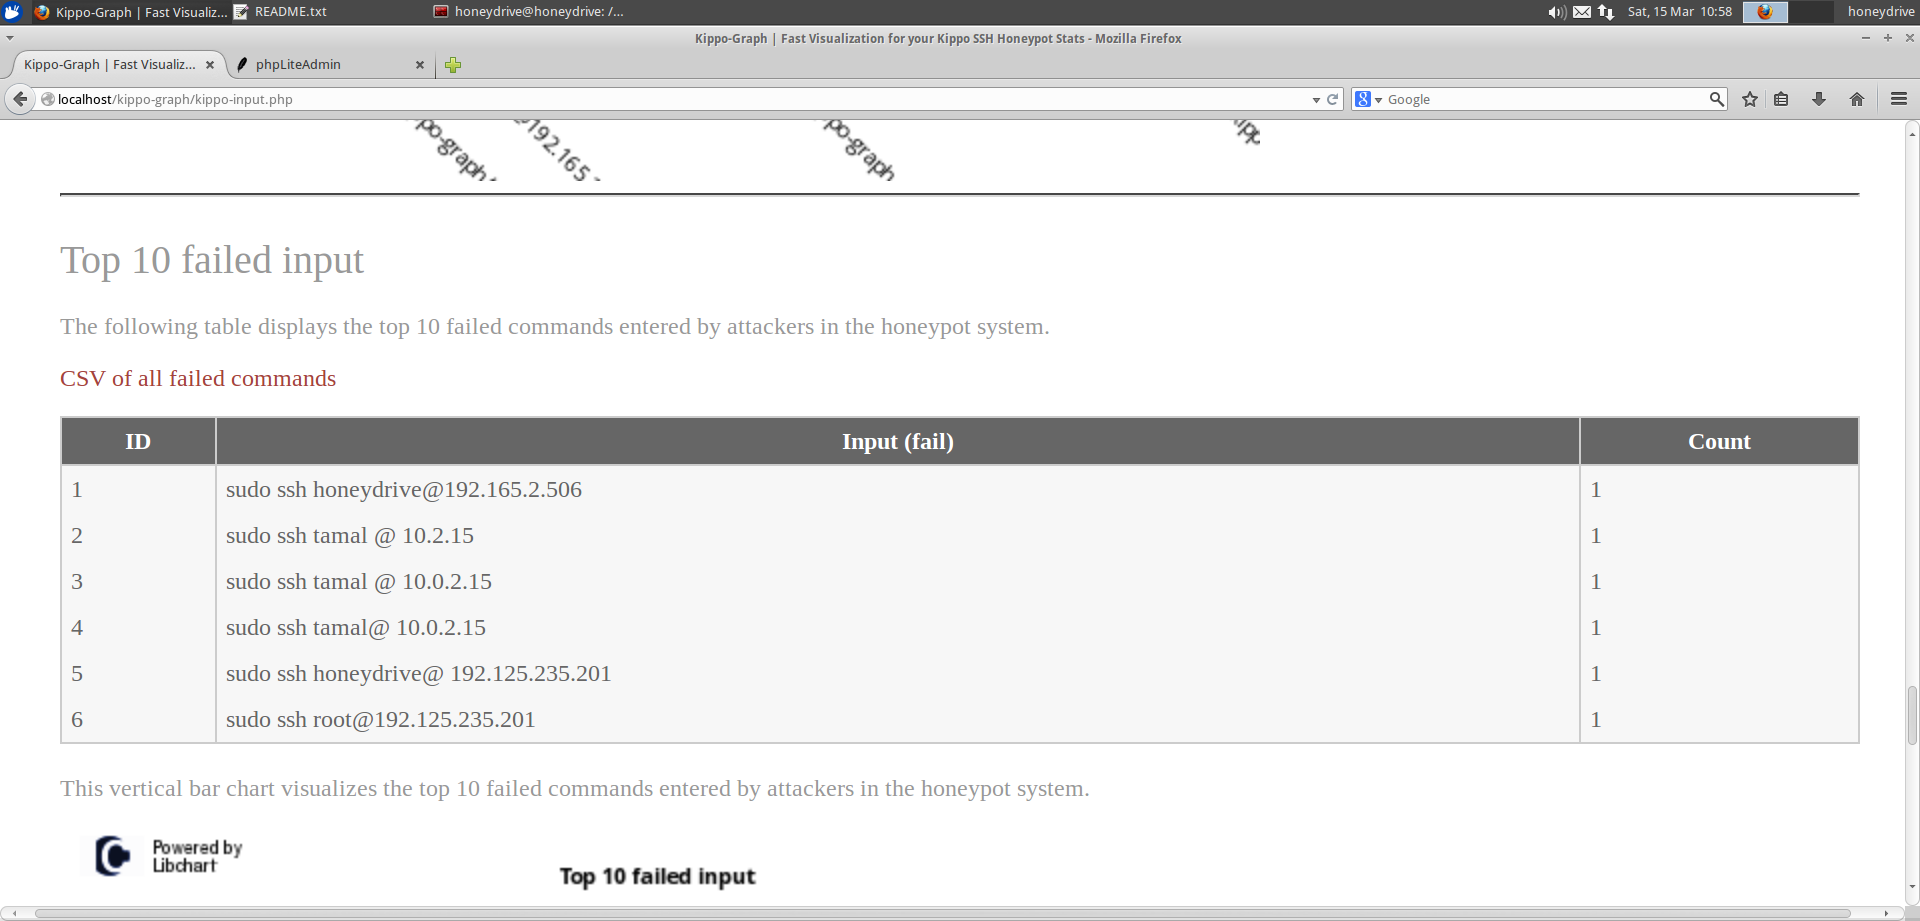 Kippo-Graph | Fast Visualiz... README.txt honeydrive@honeydrive: /... Sat, 15 Mar 10:58 honeydrive
Kippo-Graph | Fast Visualization for your Kippo SSH Honeypot Stats - Mozilla Firefox
Kippo-Graph | Fast Visualiz... phpLiteAdmin
localhost/kippo-graph/kippo-input.php Google
Top 10 failed input
The following table displays the top 10 failed commands entered by attackers in the honeypot system.
CSV of all failed commands
ID Input (fail) Count
1 sudo ssh honeydrive@192.165.2.506 1
2 sudo ssh tamal @ 10.2.15 1
3 sudo ssh tamal @ 10.0.2.15 1
4 sudo ssh tamal@ 10.0.2.15 1
5 sudo ssh honeydrive@ 192.125.235.201 1
6 sudo ssh root@192.125.235.201 1
This vertical bar chart visualizes the top 10 failed commands entered by attackers in the honeypot system.
Powered by
Libchart
Top 10 failed input